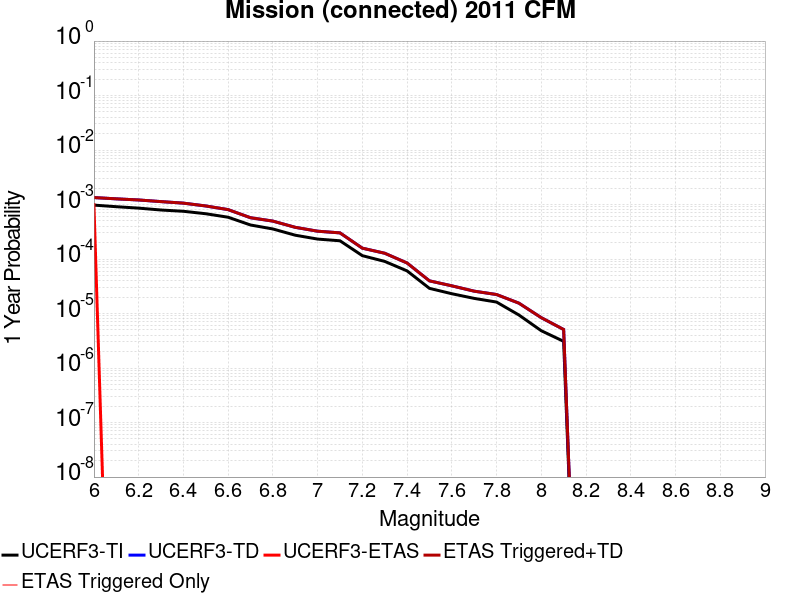 Mission (connected) 2011 CFM
10^0
10^-1
10^-2
10^-3
10^-4
10^-5
10^-6
10^-7
10^-8
1 Year Probability
6 6.2 6.4 6.6 6.8 7 7.2 7.4 7.6 7.8 8 8.2 8.4 8.6 8.8 9
Magnitude
UCERF3-TI UCERF3-TD UCERF3-ETAS ETAS Triggered+TD
ETAS Triggered Only